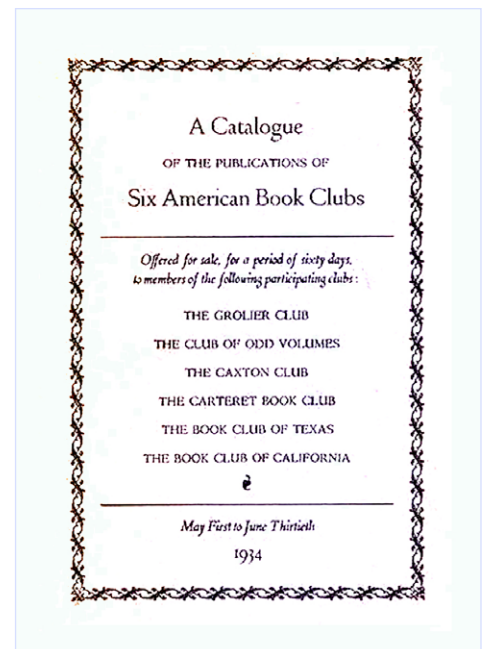 A Catalogue
OF THE PUBLICATIONS OF
Six American Book Clubs
Offered for sale, for a period of sixty days,
to members of the following participating clubs:
THE GROLIER CLUB
THE CLUB OF ODD VOLUMES
THE CAXTON CLUB
THE CARTERET BOOK CLUB
THE BOOK CLUB OF TEXAS
THE BOOK CLUB OF CALIFORNIA
May First to June Thirtieth
1934